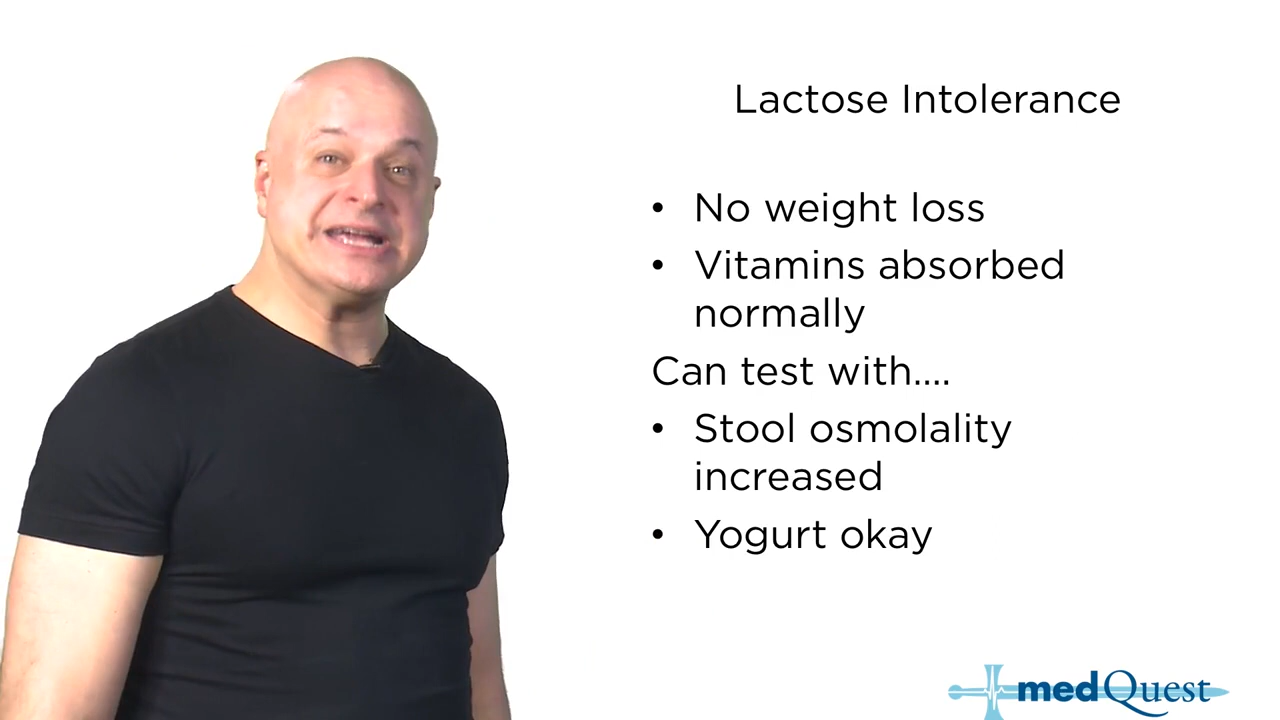 Lactose Intolerance
• No weight loss
• Vitamins absorbed
normally
Can test with....
• Stool osmolality
increased
• Yogurt okay
medQuest